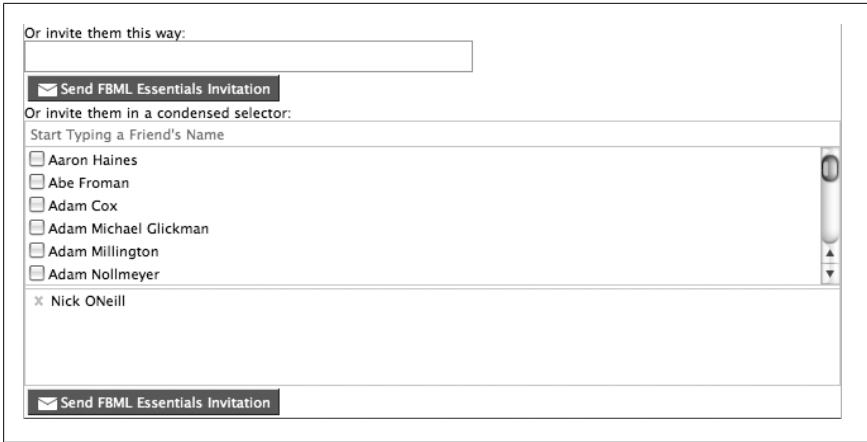 Or invite them this way:
Send FBML Essentials Invitation
Or invite them in a condensed selector:
Start Typing a Friend's Name
Aaron Haines
Abe Froman
Adam Cox
Adam Michael Glickman
Adam Millington
Adam Nollmeyer
x Nick ONeill
Send FBML Essentials Invitation